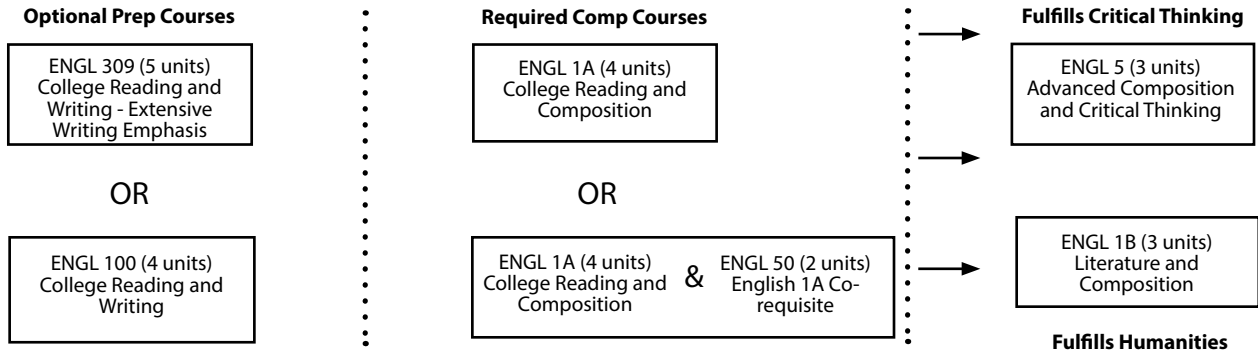 Optional Prep Courses
ENGL 309 (5 units)
College Reading and
Writing - Extensive
Writing Emphasis
OR
ENGL 100 (4 units)
College Reading and
Writing
Required Comp Courses
ENGL 1A (4 units)
College Reading and
Composition
OR
ENGL 1A (4 units)
College Reading and
Composition
&
ENGL 50 (2 units)
English 1A Co-
requisite
Fulfills Critical Thinking
ENGL 5 (3 units)
Advanced Composition
and Critical Thinking
ENGL 1B (3 units)
Literature and
Composition
Fulfills Humanities